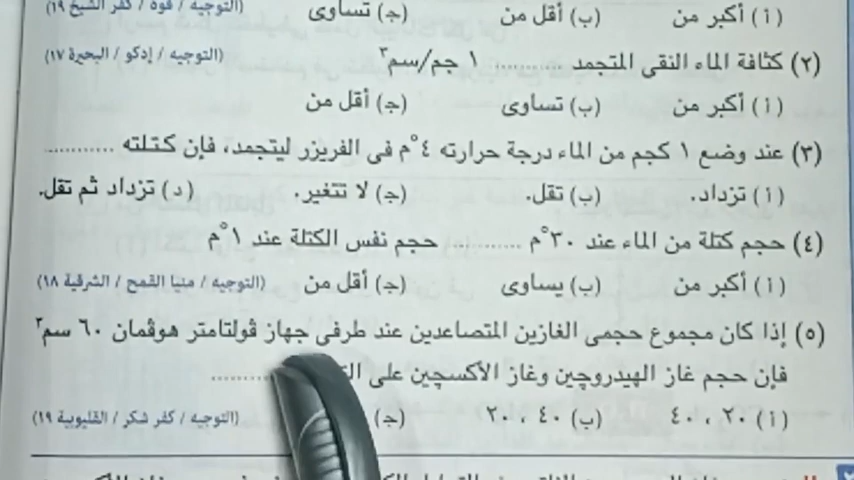 (أ) أكبر من (ب) أقل من (جـ) تساوى (التوجيه / فوه / كفر الشيخ ١٩)
(٢) كثافة الماء النقى المتجمد ........... ١ جم/سم٣ (التوجيه / إدكو / البحيرة ١٧)
(أ) أكبر من (ب) تساوى (جـ) أقل من
(٣) عند وضع ١ كجم من الماء درجة حرارته ٤°م فى الفريزر ليتجمد، فإن كتلته ...........
(أ) تزداد. (ب) تقل. (جـ) لا تتغير. (د) تزداد ثم تقل.
(٤) حجم كتلة من الماء عند ٣٠°م ........... حجم نفس الكتلة عند ١°م
(أ) أكبر من (ب) يساوى (جـ) أقل من (التوجيه / منيا القمح / الشرقية ١٨)
(٥) إذا كان مجموع حجمى الغازين المتصاعدين عند طرفى جهاز ڤولتامتر هوڤمان ٦٠ سم٣
فإن حجم غاز الهيدروچين وغاز الأكسچين على ...........
(أ) ٢٠ ، ٤٠ (ب) ٤٠ ، ٢٠ (جـ) (التوجيه / كفر شكر / القليوبية ١٩)